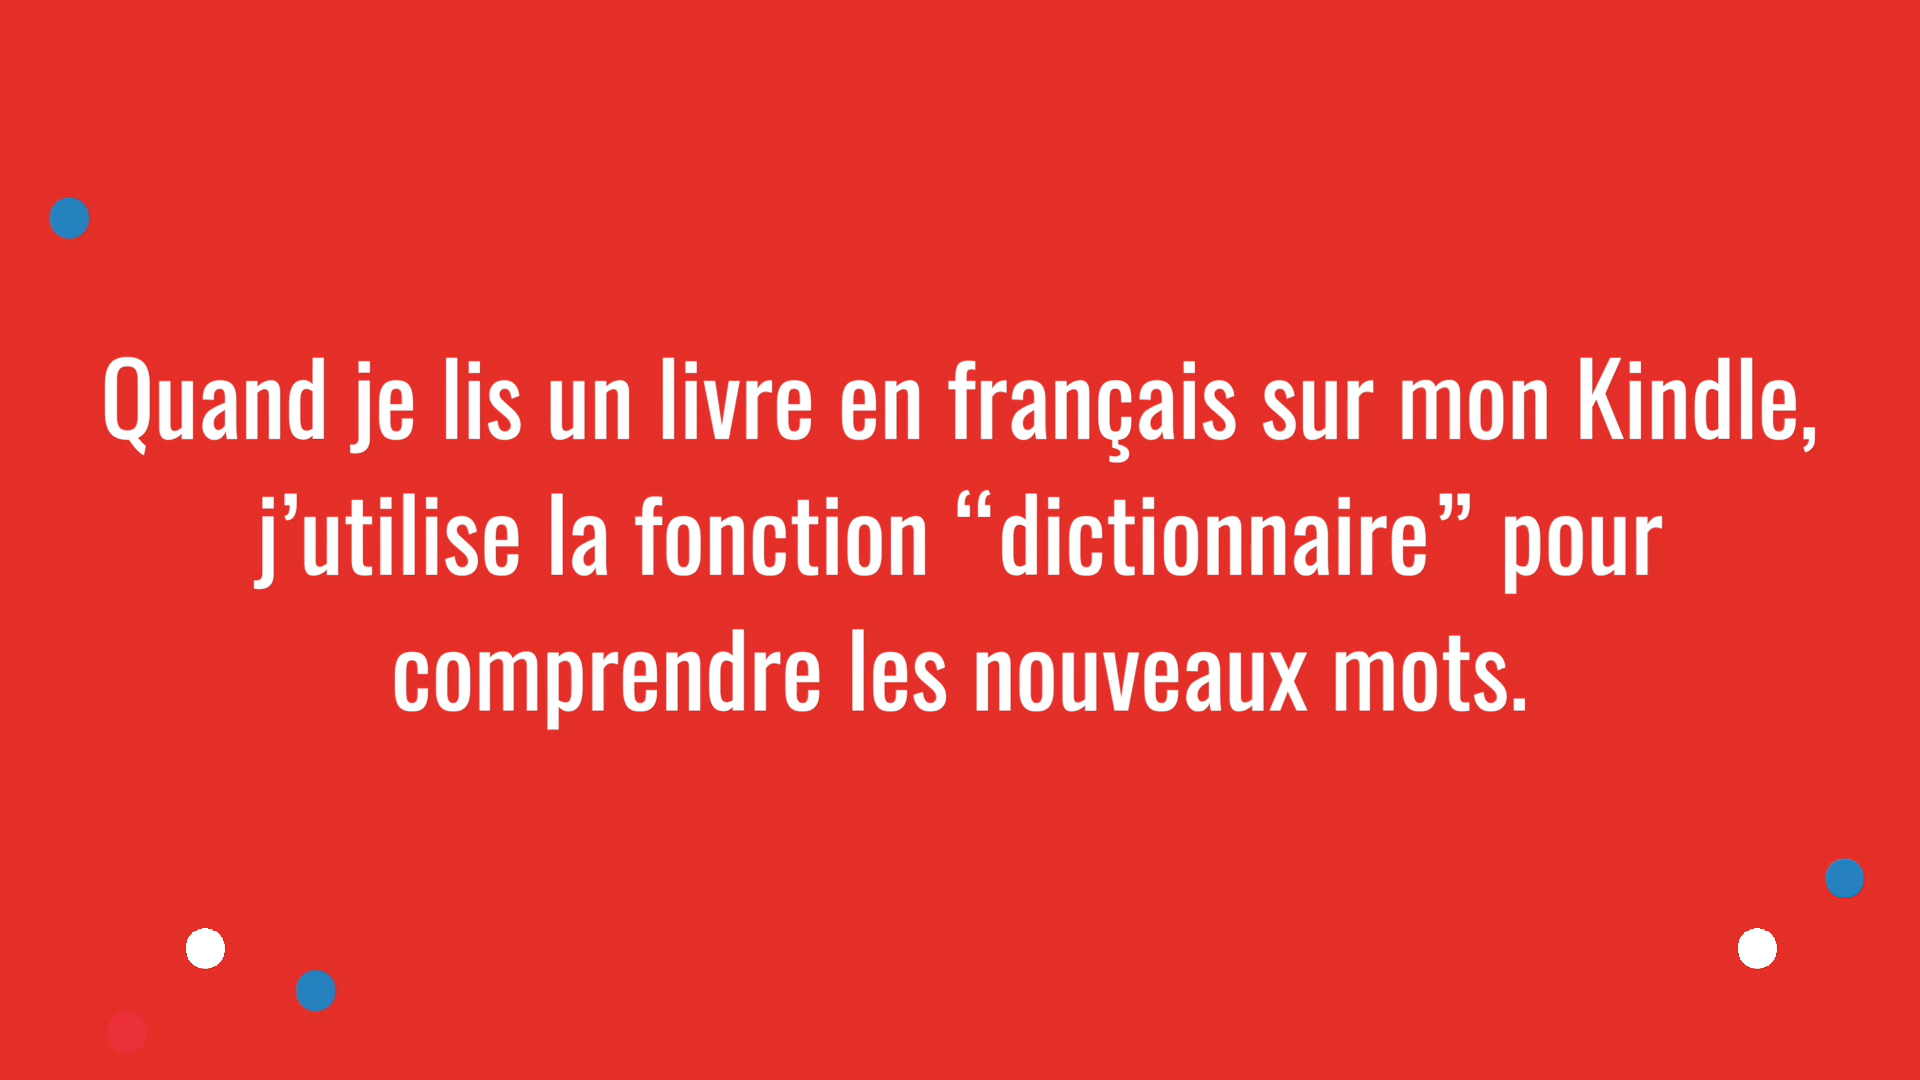 Quand je lis un livre en français sur mon Kindle,
j’utilise la fonction “dictionnaire” pour
comprendre les nouveaux mots.